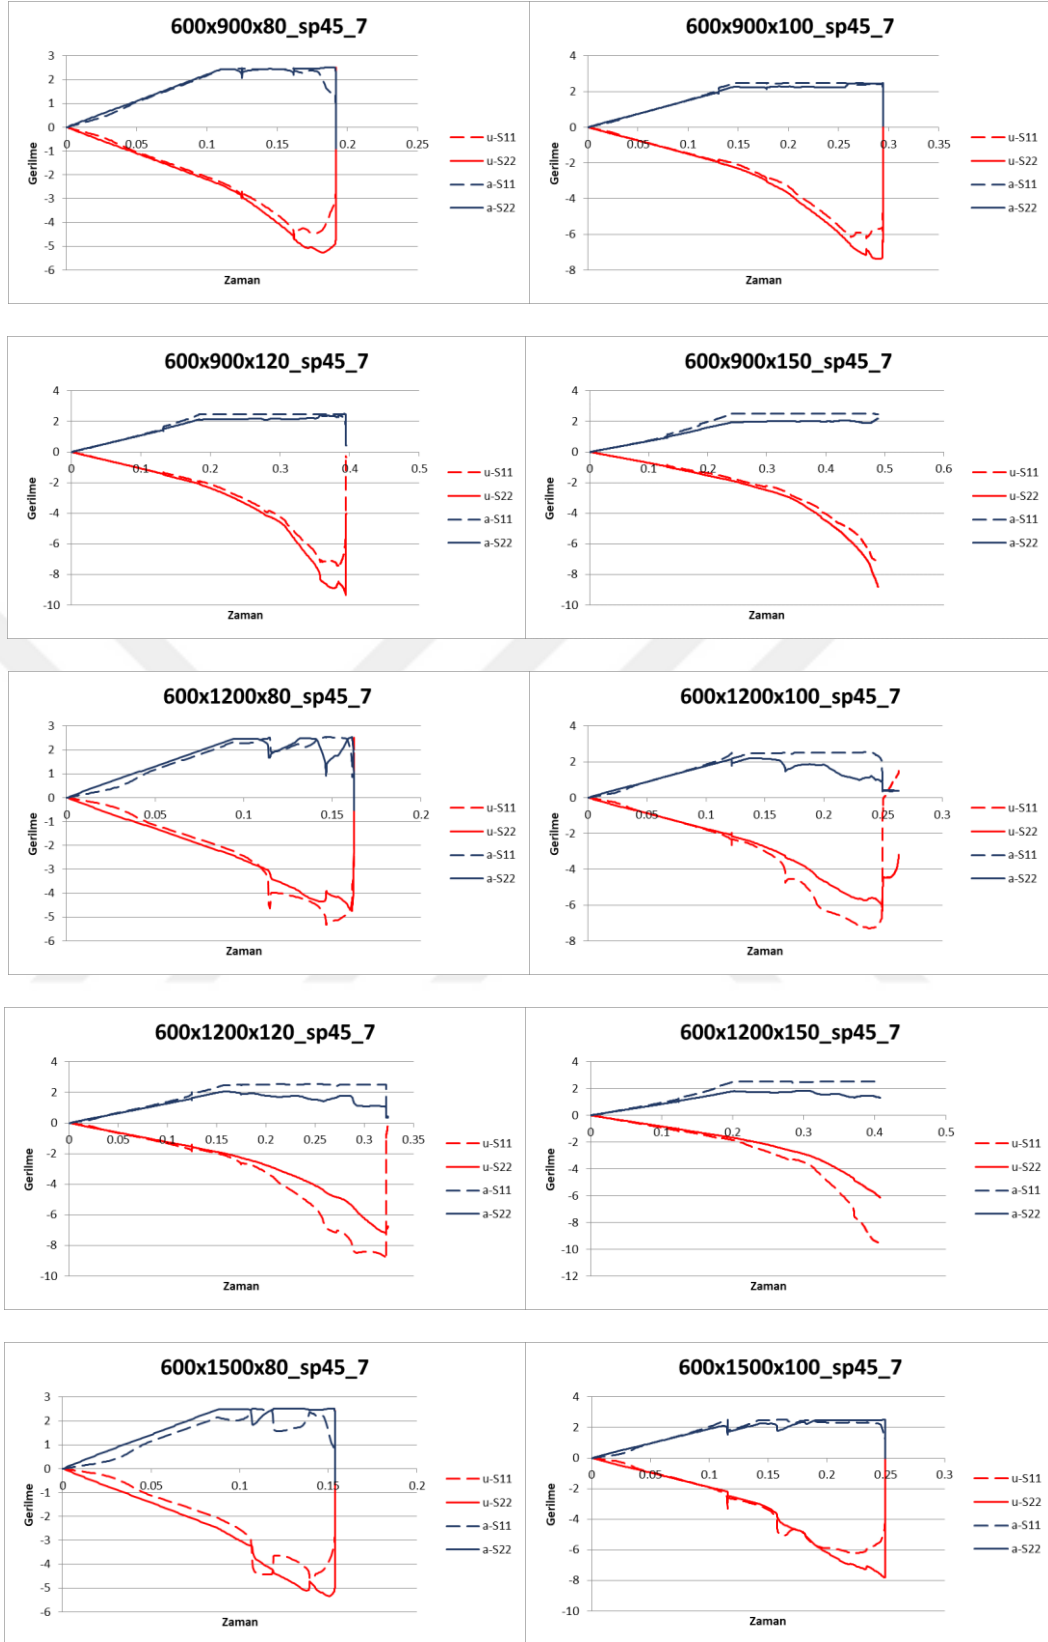 600x900x80_sp45_7
3
2
1
0
-1
-2
-3
-4
-5
-6
0 0.05 0.1 0.15 0.2 0.25
Gerilme
Zaman
u-S11
u-S22
a-S11
a-S22
600x900x100_sp45_7
4
2
0
-2
-4
-6
-8
0 0.05 0.1 0.15 0.2 0.25 0.3 0.35
Gerilme
Zaman
u-S11
u-S22
a-S11
a-S22
600x900x120_sp45_7
4
2
0
-2
-4
-6
-8
-10
0 0.1 0.2 0.3 0.4 0.5
Gerilme
Zaman
u-S11
u-S22
a-S11
a-S22
600x900x150_sp45_7
4
2
0
-2
-4
-6
-8
-10
0 0.1 0.2 0.3 0.4 0.5 0.6
Gerilme
Zaman
u-S11
u-S22
a-S11
a-S22
600x1200x80_sp45_7
3
2
1
0
-1
-2
-3
-4
-5
-6
0 0.05 0.1 0.15 0.2
Gerilme
Zaman
u-S11
u-S22
a-S11
a-S22
600x1200x100_sp45_7
4
2
0
-2
-4
-6
-8
0 0.05 0.1 0.15 0.2 0.25 0.3
Gerilme
Zaman
u-S11
u-S22
a-S11
a-S22
600x1200x120_sp45_7
4
2
0
-2
-4
-6
-8
-10
0 0.05 0.1 0.15 0.2 0.25 0.3 0.35
Gerilme
Zaman
u-S11
u-S22
a-S11
a-S22
600x1200x150_sp45_7
4
2
0
-2
-4
-6
-8
-10
-12
0 0.1 0.2 0.3 0.4 0.5
Gerilme
Zaman
u-S11
u-S22
a-S11
a-S22
600x1500x80_sp45_7
3
2
1
0
-1
-2
-3
-4
-5
-6
0 0.05 0.1 0.15 0.2
Gerilme
Zaman
u-S11
u-S22
a-S11
a-S22
600x1500x100_sp45_7
4
2
0
-2
-4
-6
-8
-10
0 0.05 0.1 0.15 0.2 0.25 0.3
Gerilme
Zaman
u-S11
u-S22
a-S11
a-S22